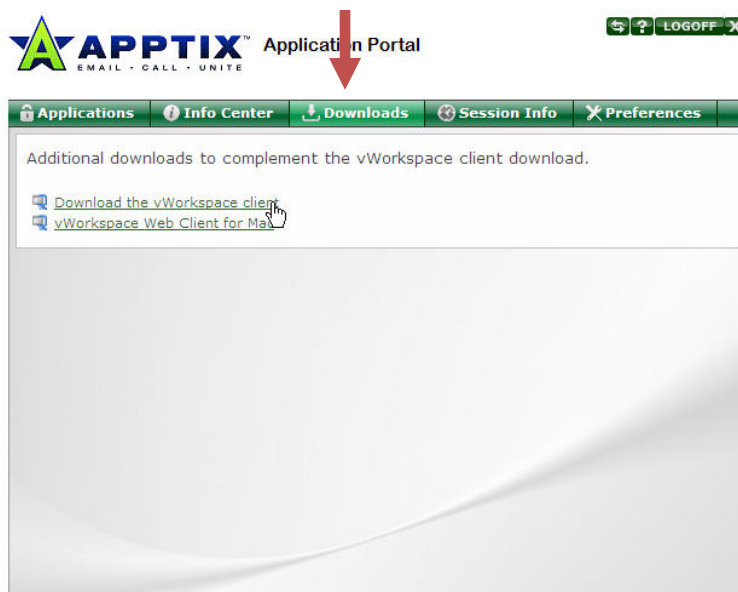 APPTIX™ Application Portal
EMAIL • CALL • UNITE
? LOGOFF X
Applications Info Center Downloads Session Info Preferences
Additional downloads to complement the vWorkspace client download.
Download the vWorkspace client
vWorkspace Web Client for Mac